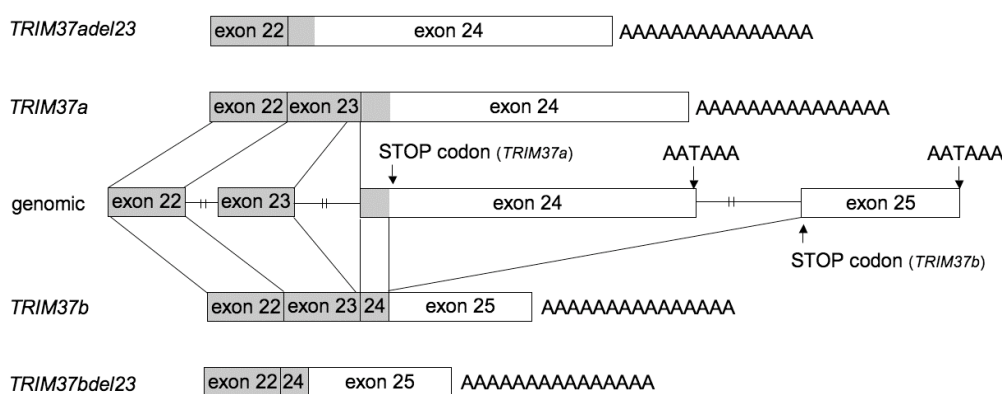 TRIM37adel23 exon 22 exon 24 AAAAAAAAAAAAAAA
TRIM37a exon 22 exon 23 exon 24 AAAAAAAAAAAAAAA
STOP codon (TRIM37a) AATAAA AATAAA
genomic exon 22 exon 23 exon 24 exon 25
STOP codon (TRIM37b)
TRIM37b exon 22 exon 23 24 exon 25 AAAAAAAAAAAAAAA
TRIM37bdel23 exon 22 24 exon 25 AAAAAAAAAAAAAAA